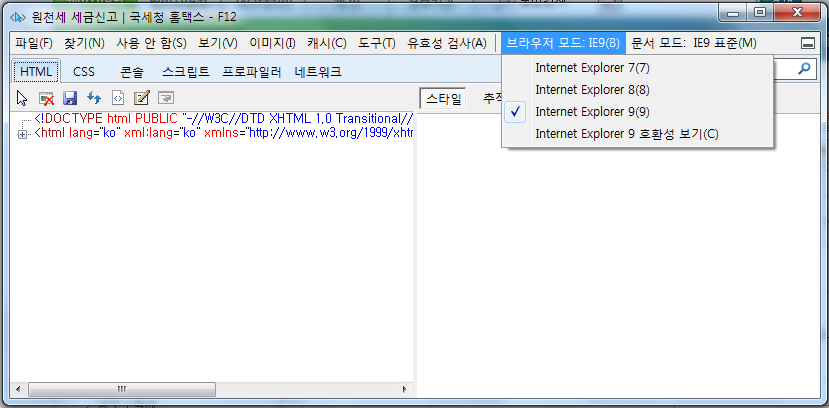 원천세 세금신고 | 국세청 홈택스 - F12
파일(F) 찾기(N) 사용 안 함(S) 보기(V) 이미지(I) 캐시(C) 도구(T) 유효성 검사(A) 브라우저 모드: IE9(B) 문서 모드: IE9 표준(M)
HTML CSS 콘솔 스크립트 프로파일러 네트워크
Internet Explorer 7(7)
Internet Explorer 8(8)
Internet Explorer 9(9)
Internet Explorer 9 호환성 보기(C)
스타일 추적
<!DOCTYPE html PUBLIC "-//W3C//DTD XHTML 1.0 Transitional//
<html lang="ko" xml:lang="ko" xmlns="http://www.w3.org/1999/xht